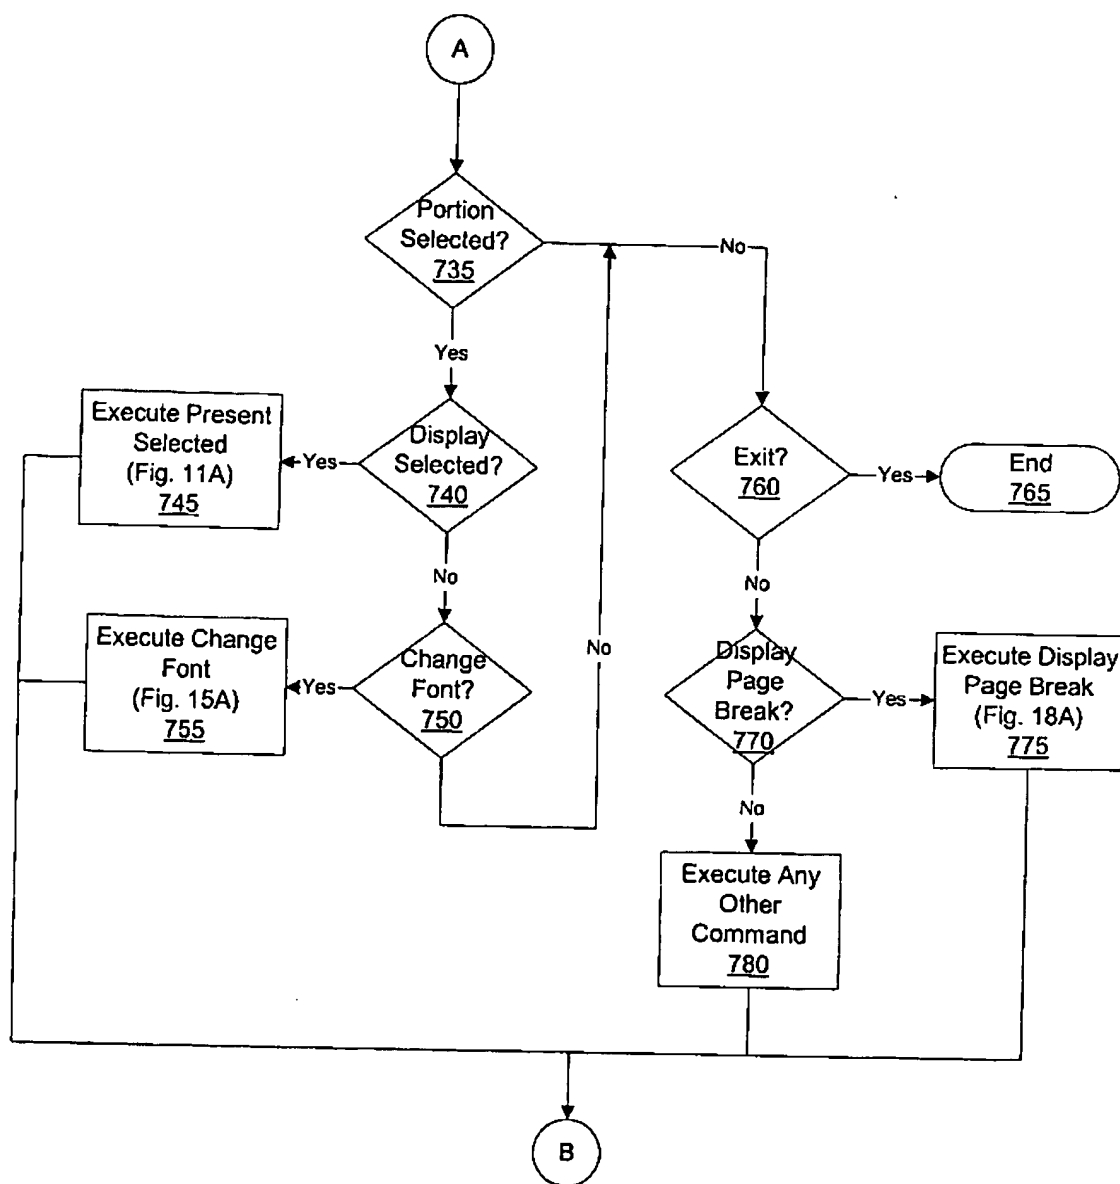 A
Portion
Selected?
735
No
Yes
Execute Present
Selected
(Fig. 11A)
745
Yes
Display
Selected?
740
Exit?
760
Yes
End
765
No
No
Execute Change
Font
(Fig. 15A)
755
Yes
Change
Font?
750
No
Display
Page
Break?
770
Yes
Execute Display
Page Break
(Fig. 18A)
775
No
Execute Any
Other
Command
780
B